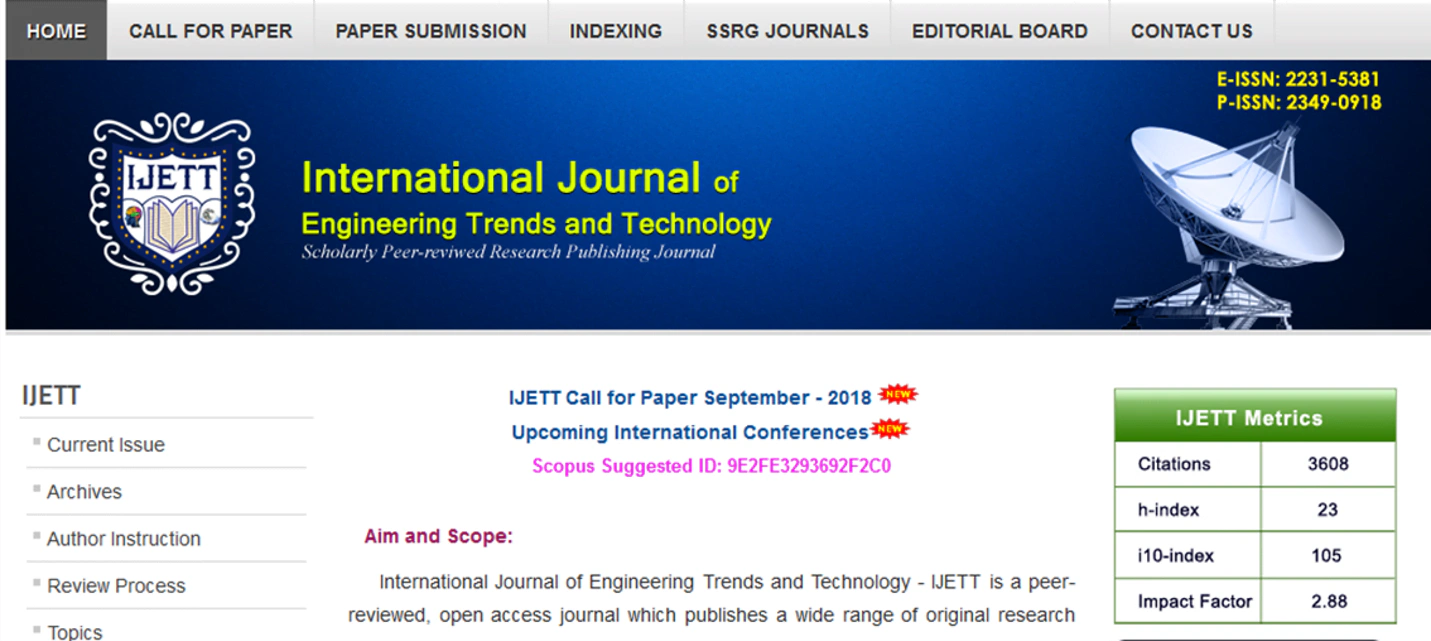 HOME CALL FOR PAPER PAPER SUBMISSION INDEXING SSRG JOURNALS EDITORIAL BOARD CONTACT US
E-ISSN: 2231-5381
P-ISSN: 2349-0918
IJETT
International Journal of
Engineering Trends and Technology
Scholarly Peer-reviwed Research Publishing Journal
IJETT
Current Issue
Archives
Author Instruction
Review Process
Topics
IJETT Call for Paper September - 2018 NEW
Upcoming International Conferences NEW
Scopus Suggested ID: 9E2FE3293692F2C0
Aim and Scope:
International Journal of Engineering Trends and Technology - IJETT is a peer-
reviewed, open access journal which publishes a wide range of original research
IJETT Metrics
Citations 3608
h-index 23
i10-index 105
Impact Factor 2.88